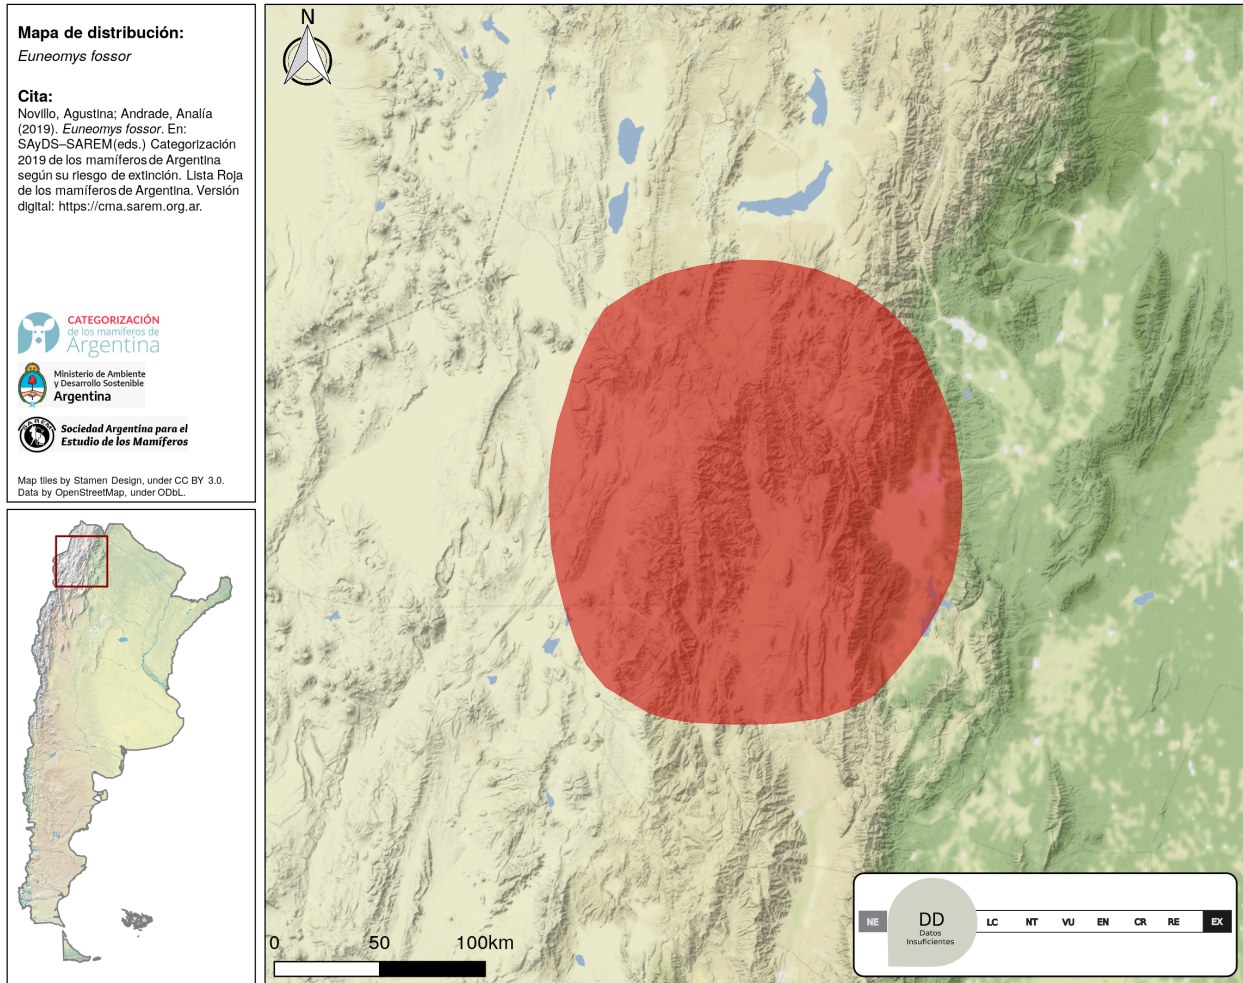 Mapa de distribución:
Euneomys fossor
Cita:
Novillo, Agustina; Andrade, Analía
(2019). Euneomys fossor. En:
SAyDS–SAREM(eds.) Categorización
2019 de los mamíferos de Argentina
según su riesgo de extinción. Lista Roja
de los mamíferos de Argentina. Versión
digital: https://cma.sarem.org.ar.
CATEGORIZACIÓN
de los mamíferos de
Argentina
Ministerio de Ambiente
y Desarrollo Sostenible
Argentina
SAREM
Sociedad Argentina para el
Estudio de los Mamíferos
Map tiles by Stamen Design, under CC BY 3.0.
Data by OpenStreetMap, under ODbL.
N
0 50 100km
NE DD LC NT VU EN CR RE EX
Datos
Insuficientes